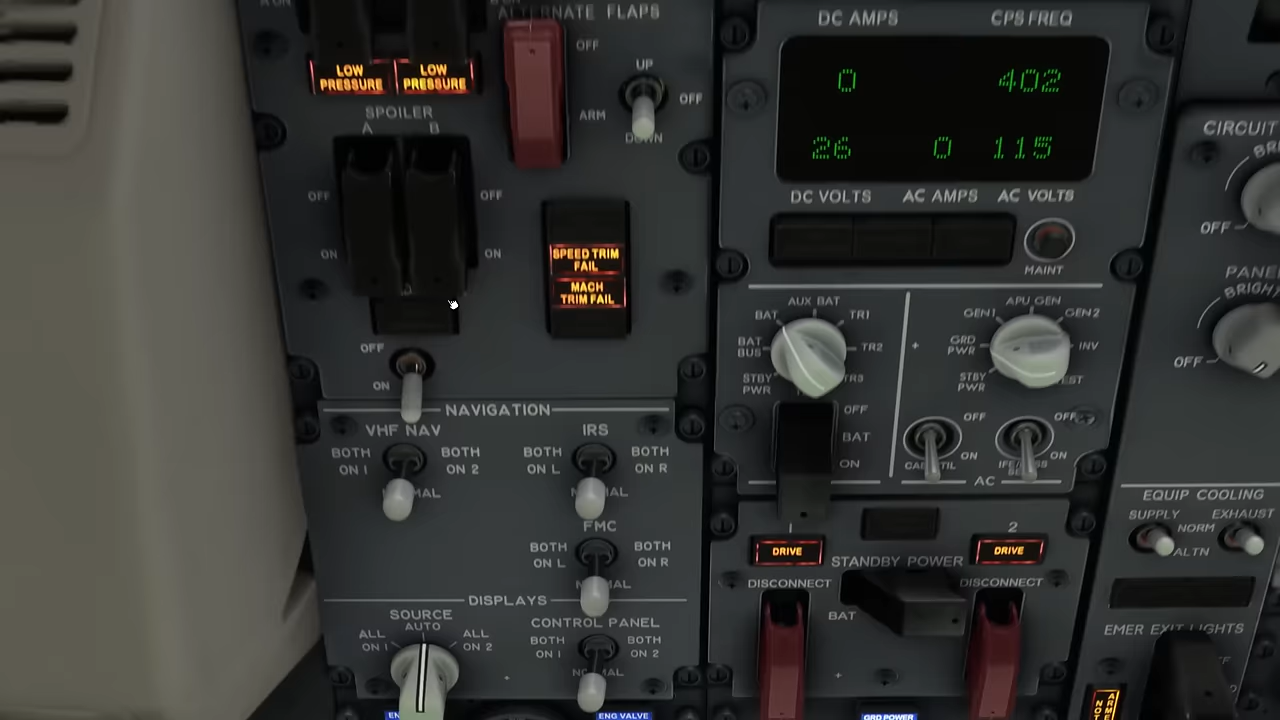 ALTERNATE FLAPS
OFF
UP
OFF
ARM
DOWN
LOW
PRESSURE
LOW
PRESSURE
SPOILER
A B
OFF OFF
ON ON
SPEED TRIM
FAIL
MACH
TRIM FAIL
OFF
ON
NAVIGATION
VHF NAV
BOTH
ON 1
BOTH
ON 2
IRS
BOTH
ON L
BOTH
ON R
FMC
BOTH
ON L
BOTH
ON R
DISPLAYS
SOURCE
AUTO
ALL
ON 1
ALL
ON 2
CONTROL PANEL
BOTH
ON 1
BOTH
ON 2
DC AMPS CPS FREQ
0 402
26 0 115
DC VOLTS AC AMPS AC VOLTS
MAINT
AUX BAT
BAT TR1
BAT
BUS
TR2
STBY
PWR
TR3
APU GEN
GEN1 GEN2
GRD
PWR
INV
STBY
PWR
OFF
BAT
ON
OFF
ON
OFF
ON
AC
1 2
DRIVE DRIVE
STANDBY POWER
DISCONNECT DISCONNECT
BAT
CIRCUIT
OFF
OFF
EQUIP COOLING
SUPPLY EXHAUST
NORM
ALTN
EMER EXIT LIGHTS
ENG VALVE
GRD POWER